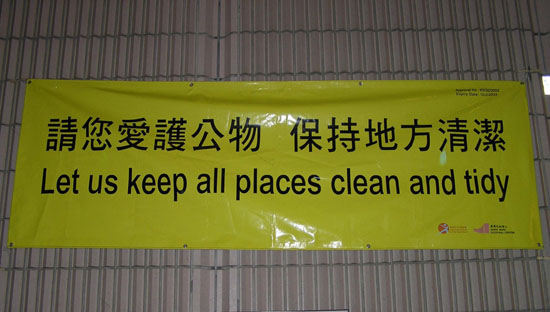 請您愛護公物 保持地方清潔
Let us keep all places clean and tidy